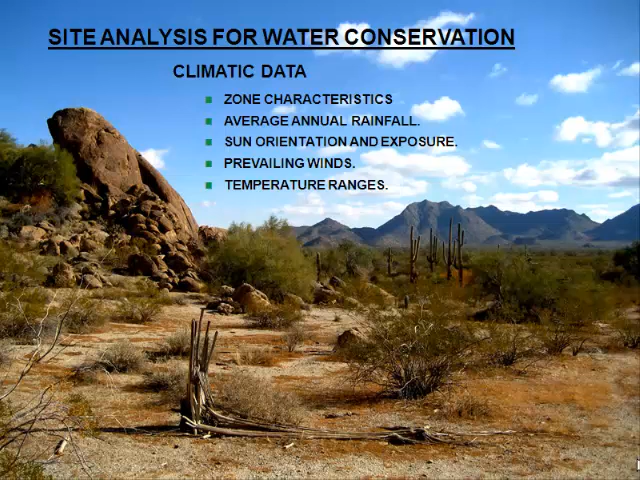 SITE ANALYSIS FOR WATER CONSERVATION
CLIMATIC DATA
ZONE CHARACTERISTICS
AVERAGE ANNUAL RAINFALL.
SUN ORIENTATION AND EXPOSURE.
PREVAILING WINDS.
TEMPERATURE RANGES.